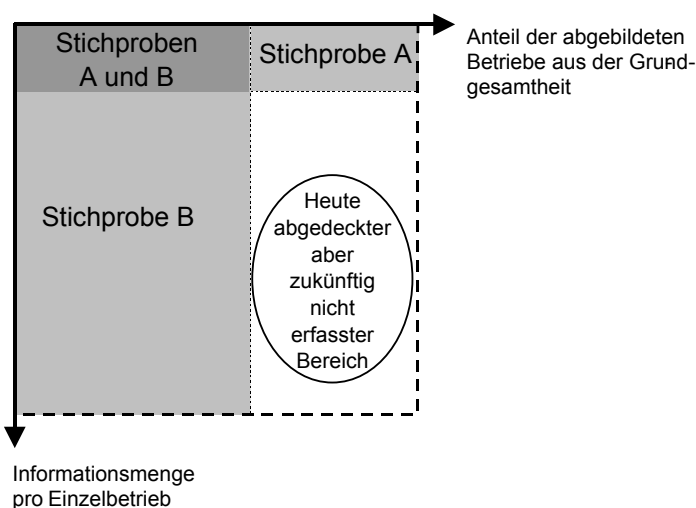 Stichproben
A und B
Stichprobe A
Anteil der abgebildeten
Betriebe aus der Grund-
gesamtheit
Stichprobe B
Heute
abgedeckter
aber
zukünftig
nicht
erfasster
Bereich
Informationsmenge
pro Einzelbetrieb